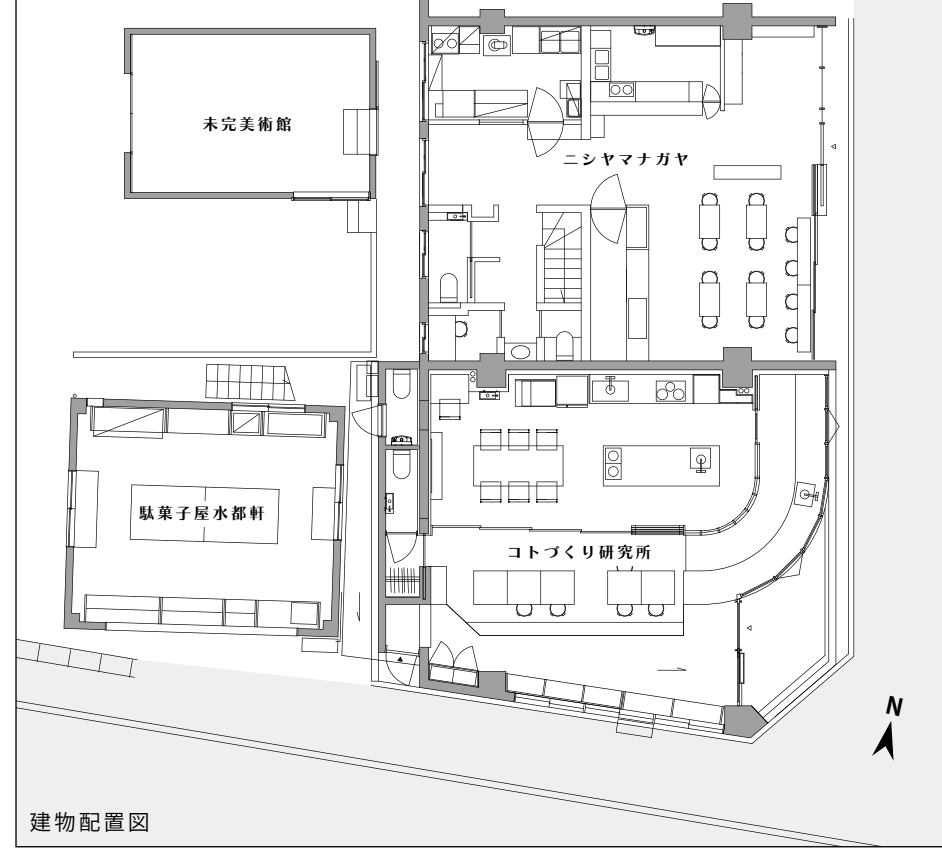 未完美術館
ニシヤマナガヤ
駄菓子屋水都軒
コトづくり研究所
N
建物配置図